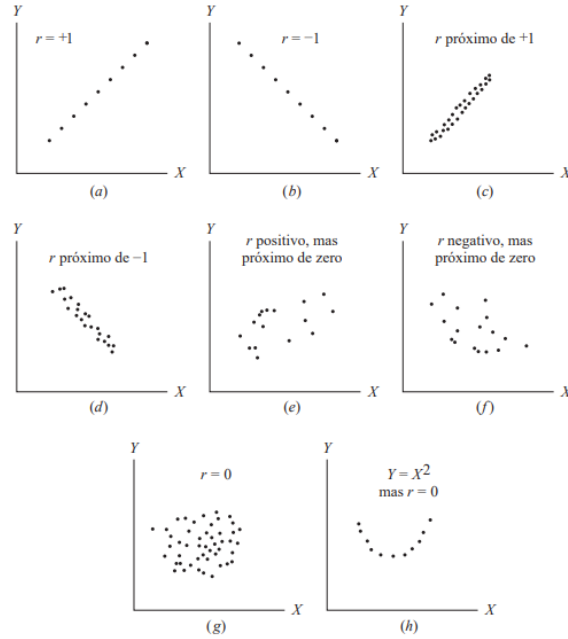 Y
r = +1
X
(a)
Y
r = −1
X
(b)
Y
r próximo de +1
X
(c)
Y
r próximo de −1
X
(d)
Y
r positivo, mas
próximo de zero
X
(e)
Y
r negativo, mas
próximo de zero
X
(f)
Y
r = 0
X
(g)
Y
Y = X²
mas r = 0
X
(h)